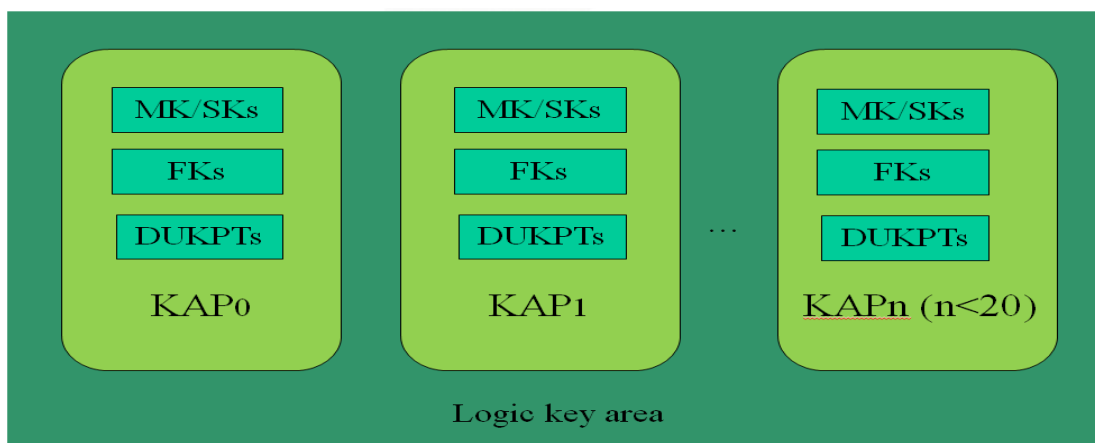 MK/SKs
FKs
DUKPTs
KAP0
MK/SKs
FKs
DUKPTs
KAP1
...
MK/SKs
FKs
DUKPTs
KAPn (n<20)
Logic key area